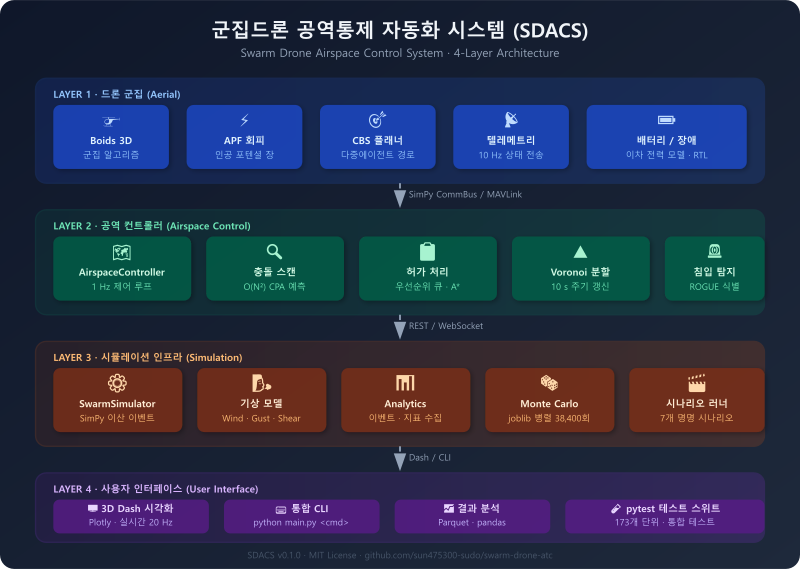 군집드론 공역통제 자동화 시스템 (SDACS)
Swarm Drone Airspace Control System · 4-Layer Architecture
LAYER 1 · 드론 군집 (Aerial)
Boids 3D
군집 알고리즘
APF 회피
인공 포텐셜 장
CBS 플래너
다중에이전트 경로
텔레메트리
10 Hz 상태 전송
배터리 / 장애
이차 전력 모델 · RTL
SimPy CommBus / MAVLink
LAYER 2 · 공역 컨트롤러 (Airspace Control)
AirspaceController
1 Hz 제어 루프
충돌 스캔
O(N²) CPA 예측
허가 처리
우선순위 큐 · A*
Voronoi 분할
10 s 주기 갱신
침입 탐지
ROGUE 식별
REST / WebSocket
LAYER 3 · 시뮬레이션 인프라 (Simulation)
SwarmSimulator
SimPy 이산 이벤트
기상 모델
Wind · Gust · Shear
Analytics
이벤트 · 지표 수집
Monte Carlo
joblib 병렬 38,400회
시나리오 러너
7개 명명 시나리오
Dash / CLI
LAYER 4 · 사용자 인터페이스 (User Interface)
3D Dash 시각화
Plotly · 실시간 20 Hz
통합 CLI
python main.py <cmd>
결과 분석
Parquet · pandas
pytest 테스트 스위트
173개 단위 · 통합 테스트
SDACS v0.1.0 · MIT License · github.com/sun475300-sudo/swarm-drone-atc